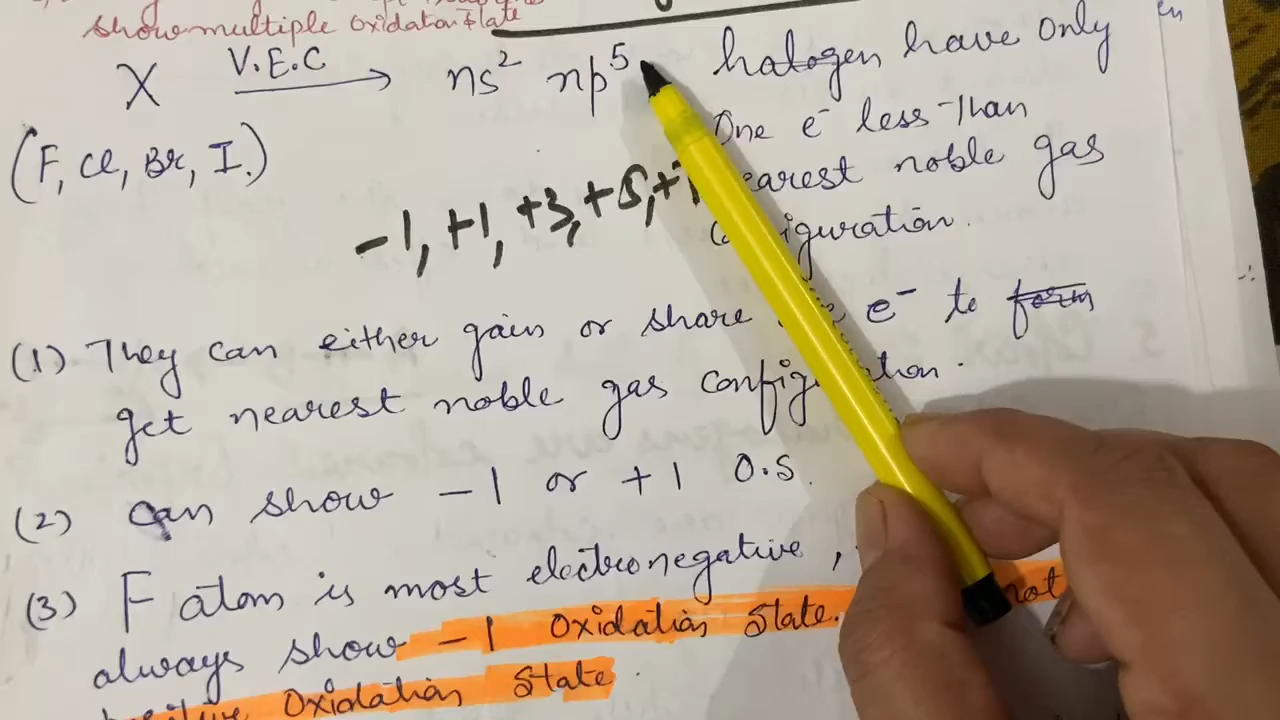 show multiple oxidation state
X V.E.C → ns² np⁵ halogen have only
(F, Cl, Br, I.) One e⁻ less than
nearest noble gas
-1, +1, +3, +5, +7
configuration.
(1) They can either gain or share e⁻ to form
get nearest noble gas configuration.
(2) Can show -1 or +1 O.S.
(3) F atom is most electronegative,
always show -1 Oxidation State. not
positive Oxidation State.